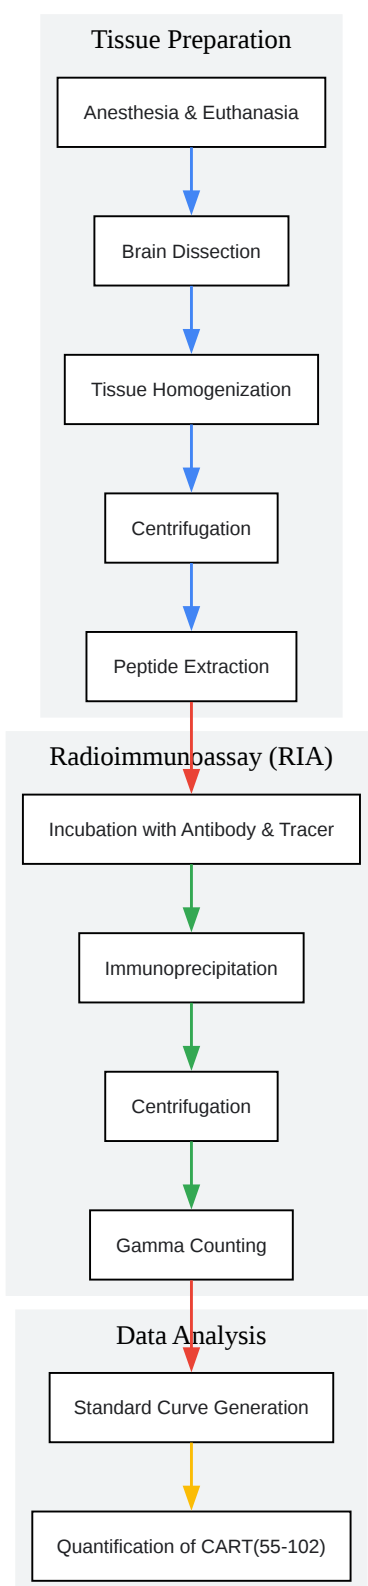 Tissue Preparation
Anesthesia & Euthanasia
Brain Dissection
Tissue Homogenization
Centrifugation
Peptide Extraction
Radioimmunoassay (RIA)
Incubation with Antibody & Tracer
Immunoprecipitation
Centrifugation
Gamma Counting
Data Analysis
Standard Curve Generation
Quantification of CART(55-102)